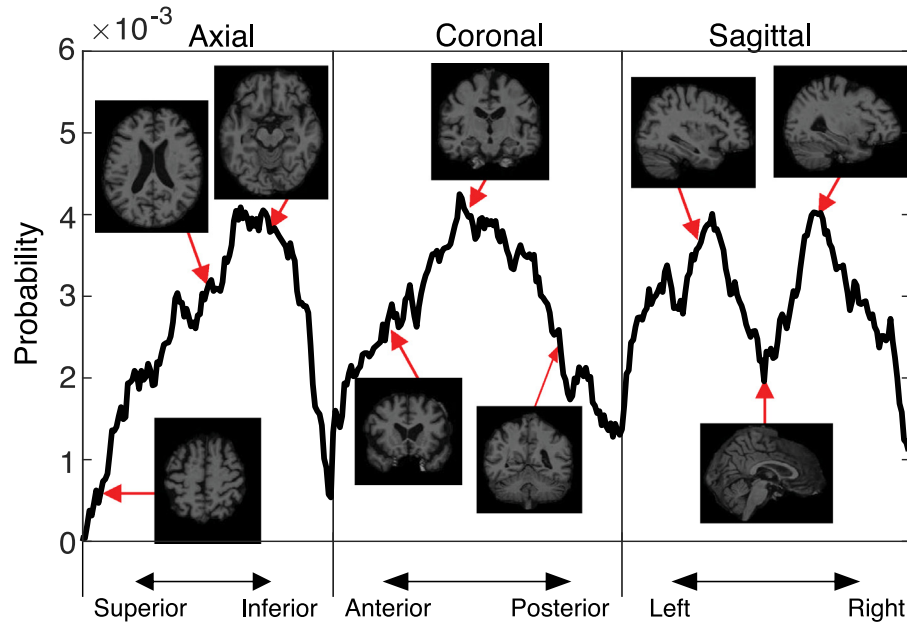 ×10⁻³
Axial
Coronal
Sagittal
Probability
6
5
4
3
2
1
0
Superior
Inferior
Anterior
Posterior
Left
Right